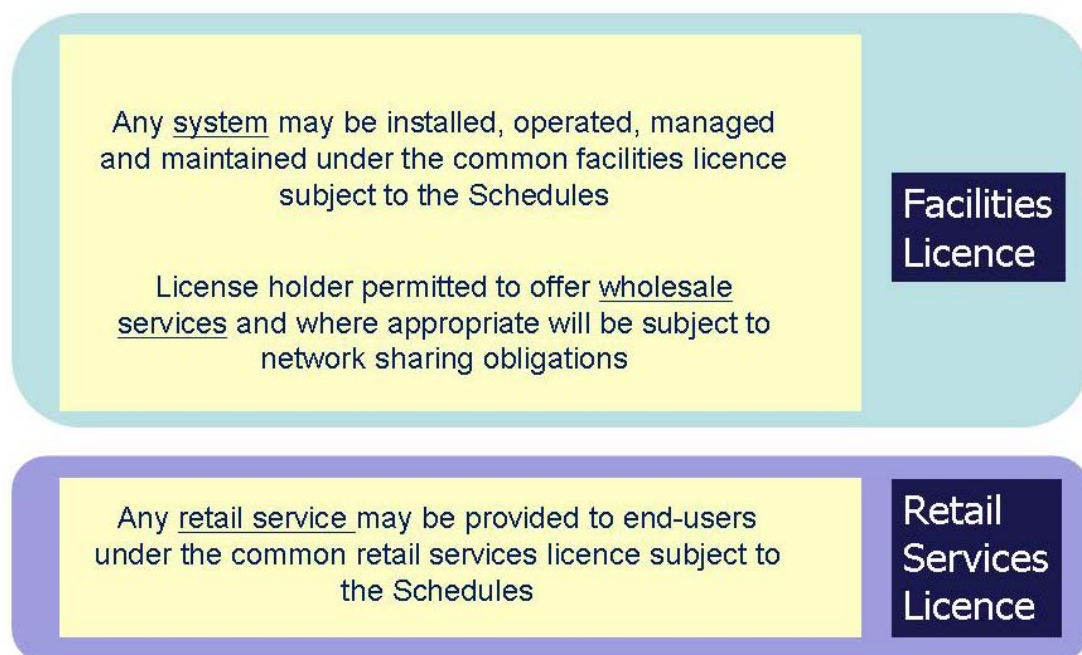 Any system may be installed, operated, managed
and maintained under the common facilities licence
subject to the Schedules
License holder permitted to offer wholesale
services and where appropriate will be subject to
network sharing obligations
Facilities
Licence
Any retail service may be provided to end-users
under the common retail services licence subject to
the Schedules
Retail
Services
Licence